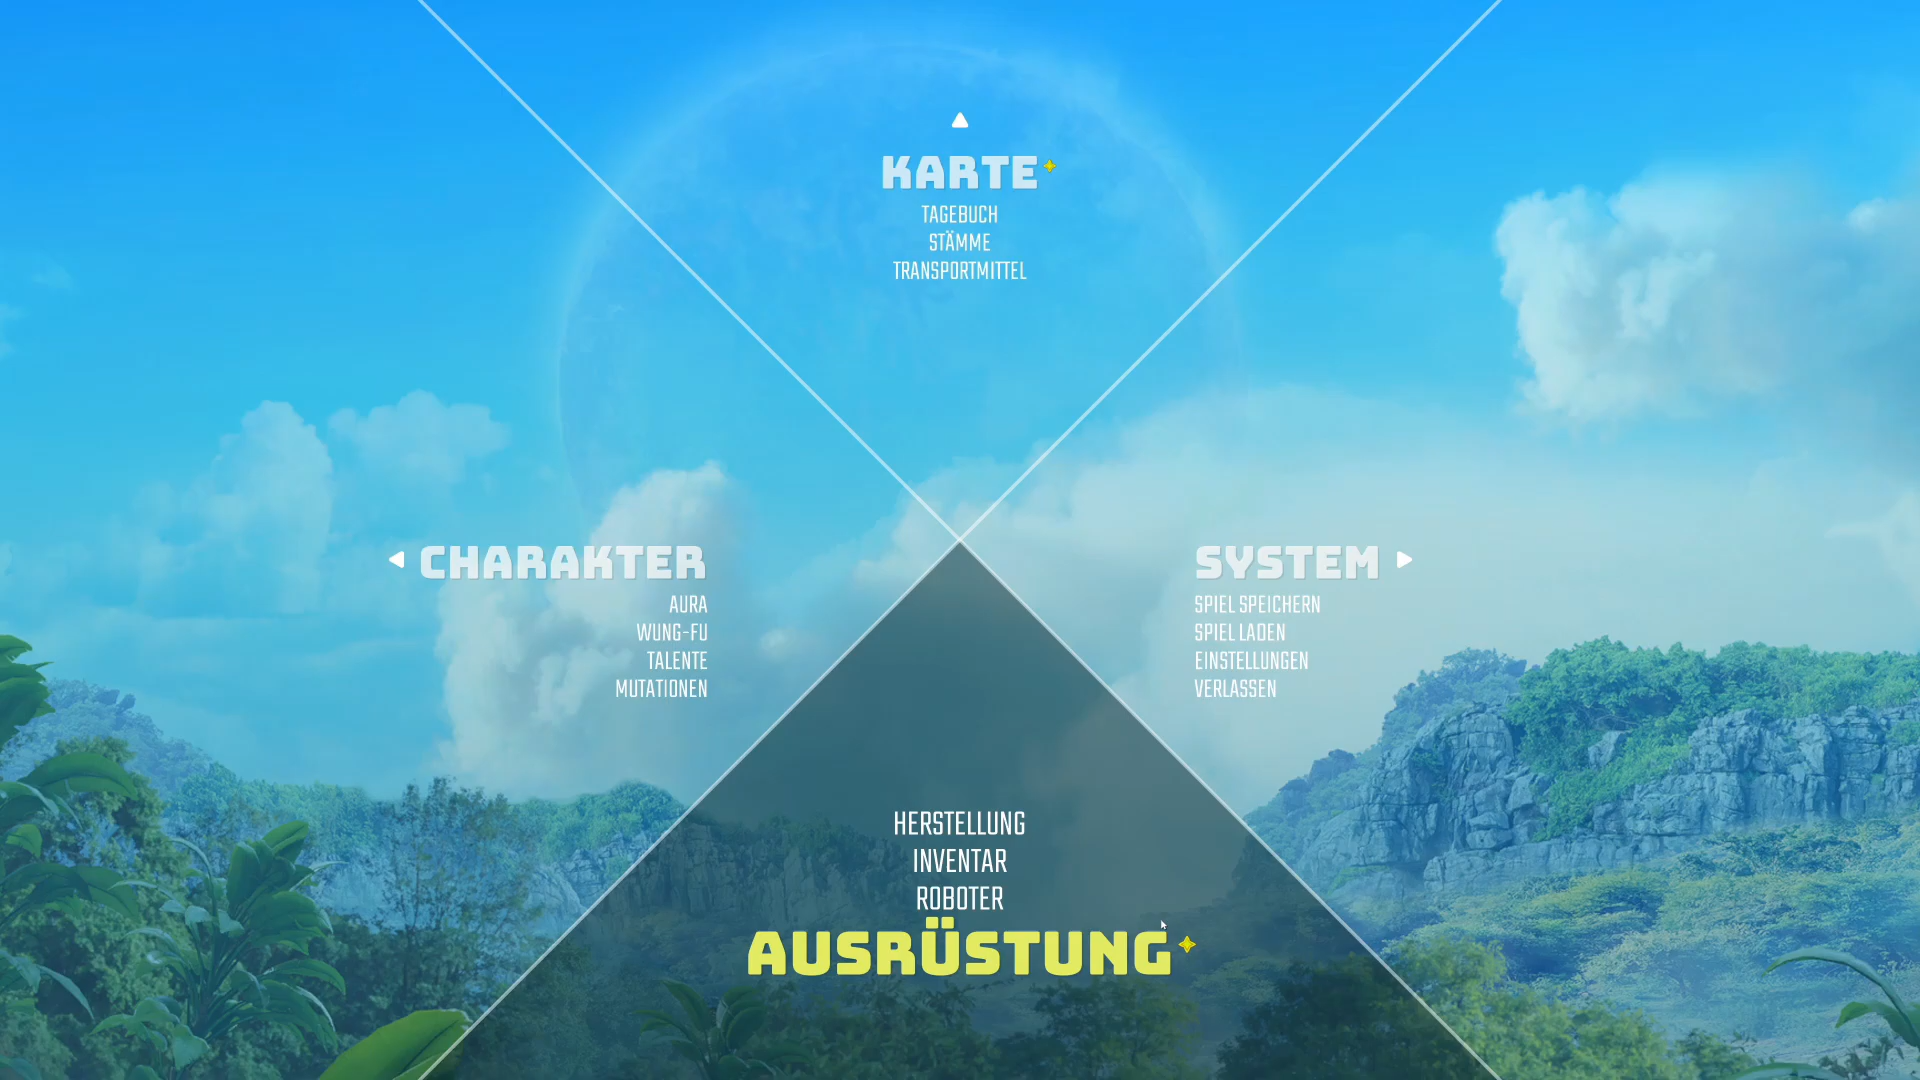 KARTE
TAGEBUCH
STÄMME
TRANSPORTMITTEL
CHARAKTER
AURA
WUNG-FU
TALENTE
MUTATIONEN
SYSTEM
SPIEL SPEICHERN
SPIEL LADEN
EINSTELLUNGEN
VERLASSEN
HERSTELLUNG
INVENTAR
ROBOTER
AUSRÜSTUNG